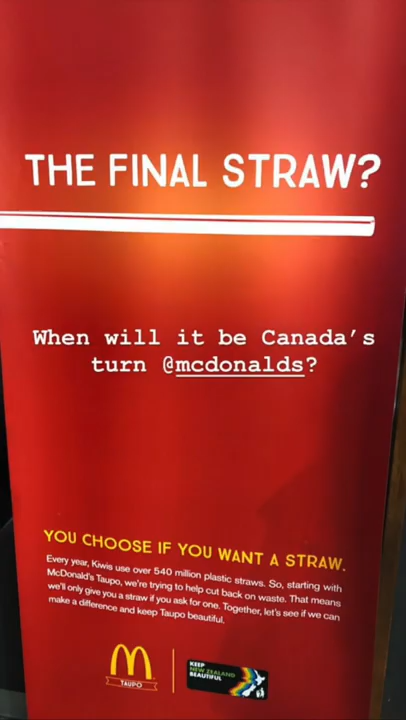 THE FINAL STRAW?
When will it be Canada's
turn @mcdonalds?
YOU CHOOSE IF YOU WANT A STRAW.
Every year, Kiwis use over 540 million plastic straws. So, starting with
McDonald's Taupo, we're trying to help cut back on waste. That means
we'll only give you a straw if you ask for one. Together, let's see if we can
make a difference and keep Taupo beautiful.
TAUPO
KEEP
NEW ZEALAND
BEAUTIFUL